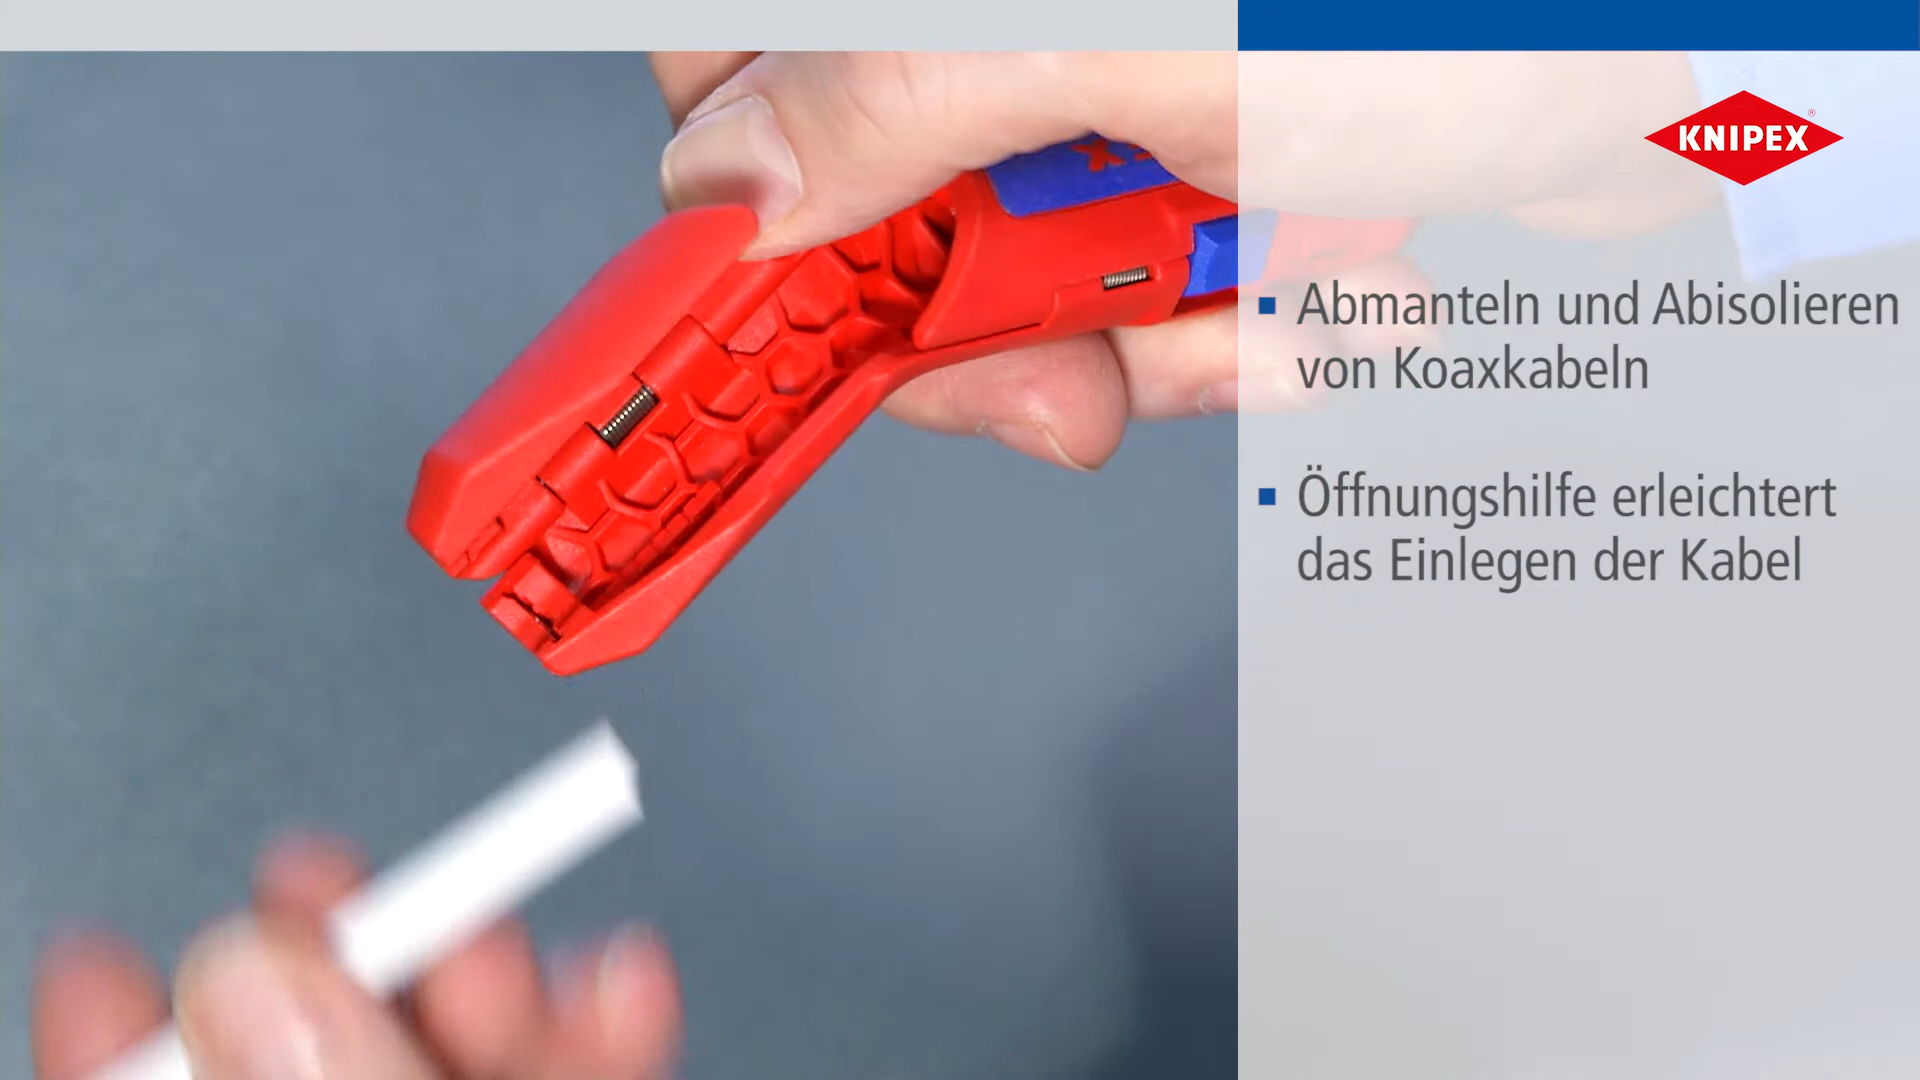 KNIPEX®
Abmanteln und Abisolieren
von Koaxkabeln
Öffnungshilfe erleichtert
das Einlegen der Kabel